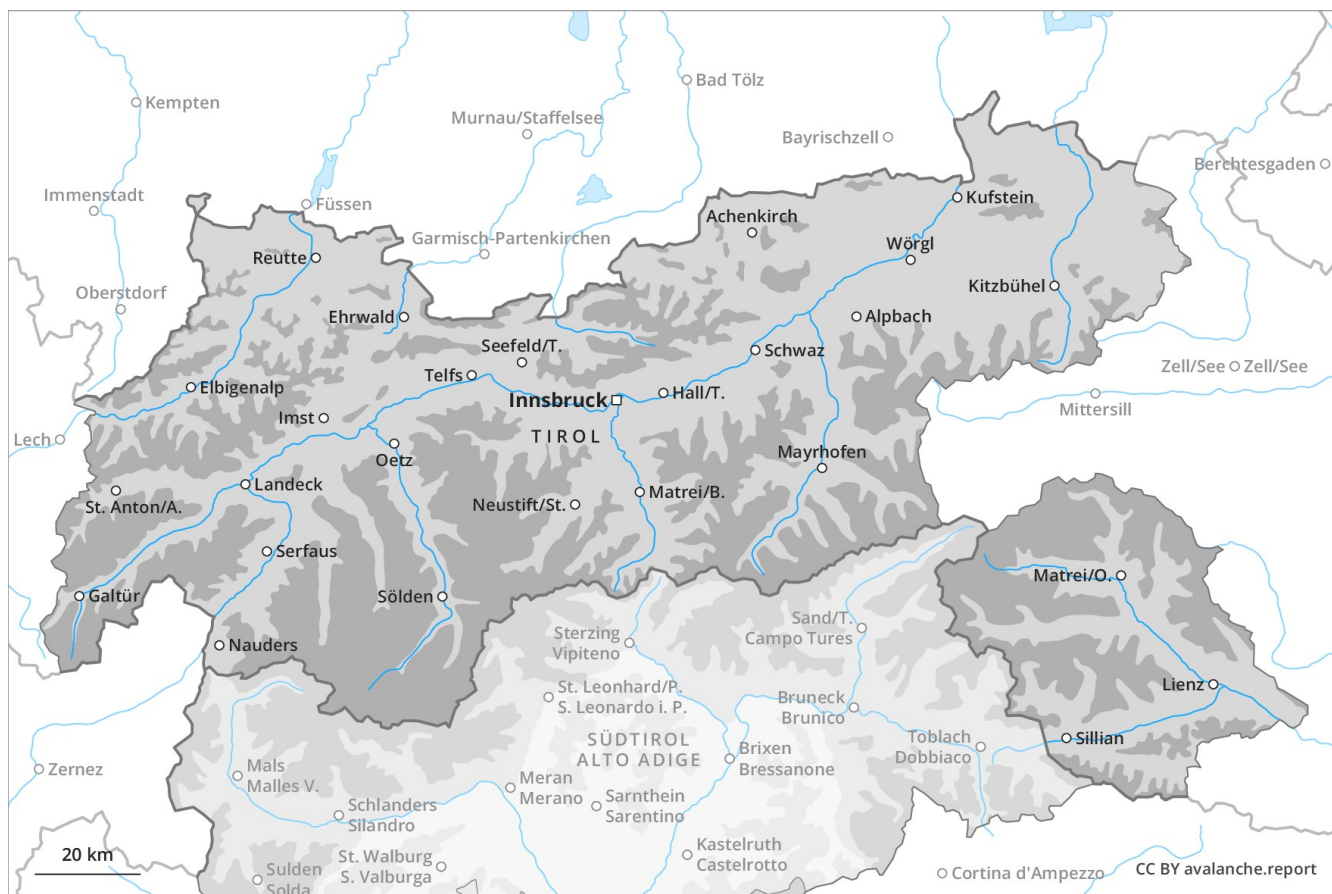 Bad Tölz
Kempten
Murnau/Staffelsee
Bayrischzell
Berchtesgaden
Immenstadt
Füssen
Kufstein
Achenkirch
Garmisch-Partenkirchen
Wörgl
Reutte
Oberstdorf
Kitzbühel
Ehrwald
Alpbach
Seefeld/T.
Schwaz
Zell/See
Zell/See
Telfs
Elbigenalp
Hall/T.
Innsbruck
Mittersill
Imst
TIROL
Lech
Oetz
Mayrhofen
Landeck
St. Anton/A.
Neustift/St.
Matrei/B.
Serfaus
Matrei/O.
Galtür
Sölden
Sand/T.
Campo Tures
Sterzing
Vipiteno
Nauders
Lienz
St. Leonhard/P.
S. Leonardo i. P.
Bruneck
Brunico
SÜDTIROL
ALTO ADIGE
Sillian
Toblach
Dobbiaco
Brixen
Bressanone
Zernez
Mals
Malles V.
Meran
Merano
Sarnthein
Sarentino
Schlanders
Silandro
Kastelruth
Castelrotto
20 km
St. Walburg
S. Valburga
Sulden
Solda
Cortina d'Ampezzo
CC BY avalanche.report